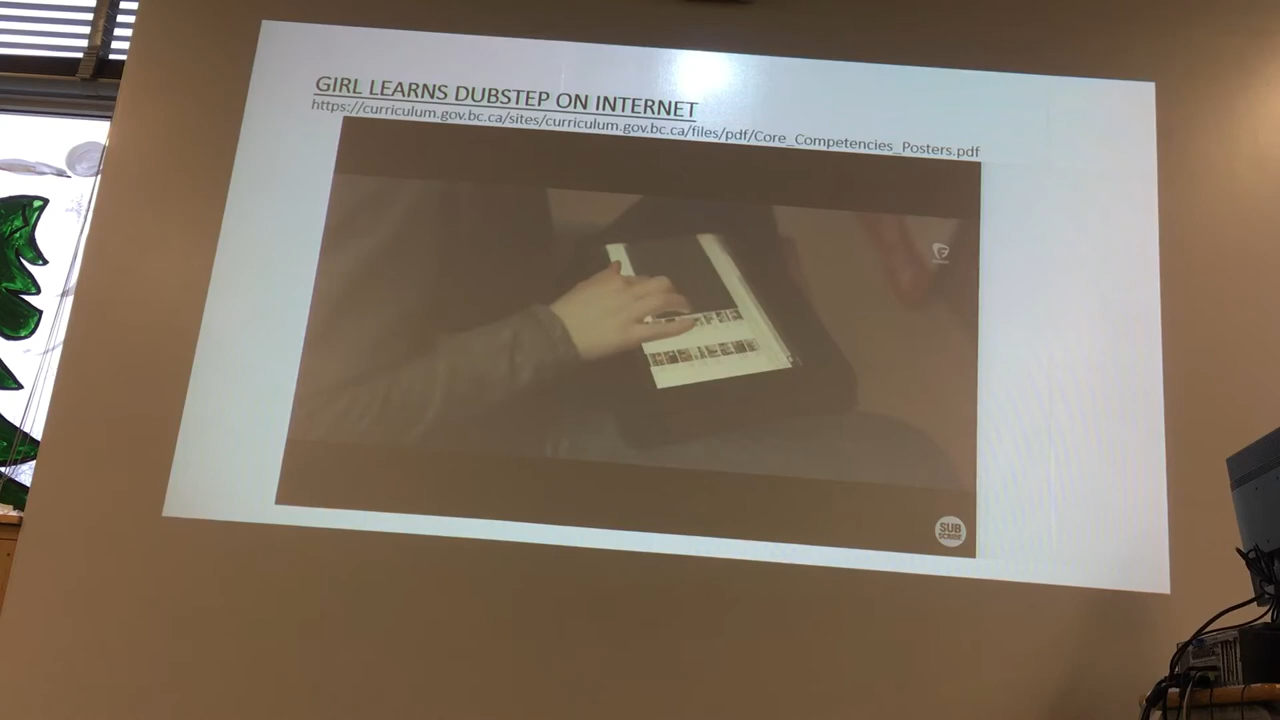 GIRL LEARNS DUBSTEP ON INTERNET
https://curriculum.gov.bc.ca/sites/curriculum.gov.bc.ca/files/pdf/Core_Competencies_Posters.pdf
SUB
SCRIBE